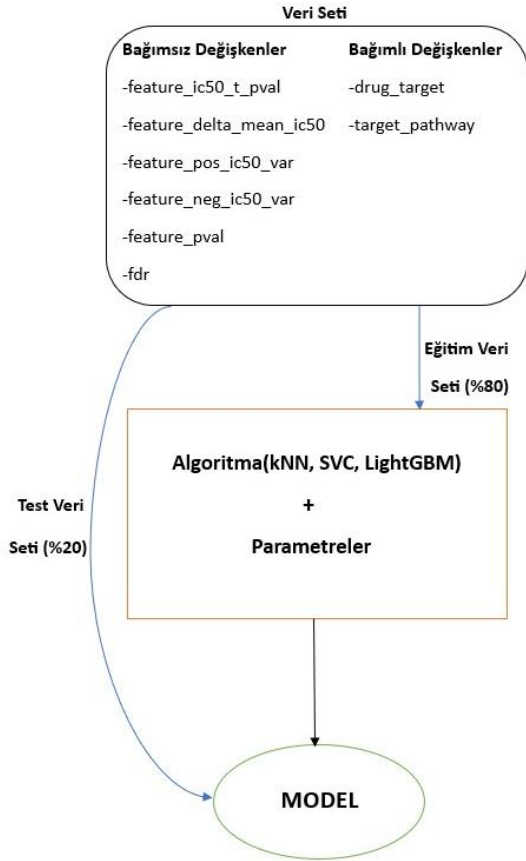 Veri Seti
Bağımsız Değişkenler
-feature_ic50_t_pval
-feature_delta_mean_ic50
-feature_pos_ic50_var
-feature_neg_ic50_var
-feature_pval
-fdr
Bağımlı Değişkenler
-drug_target
-target_pathway
Eğitim Veri
Seti (%80)
Algoritma(kNN, SVC, LightGBM)
+
Parametreler
Test Veri
Seti (%20)
MODEL